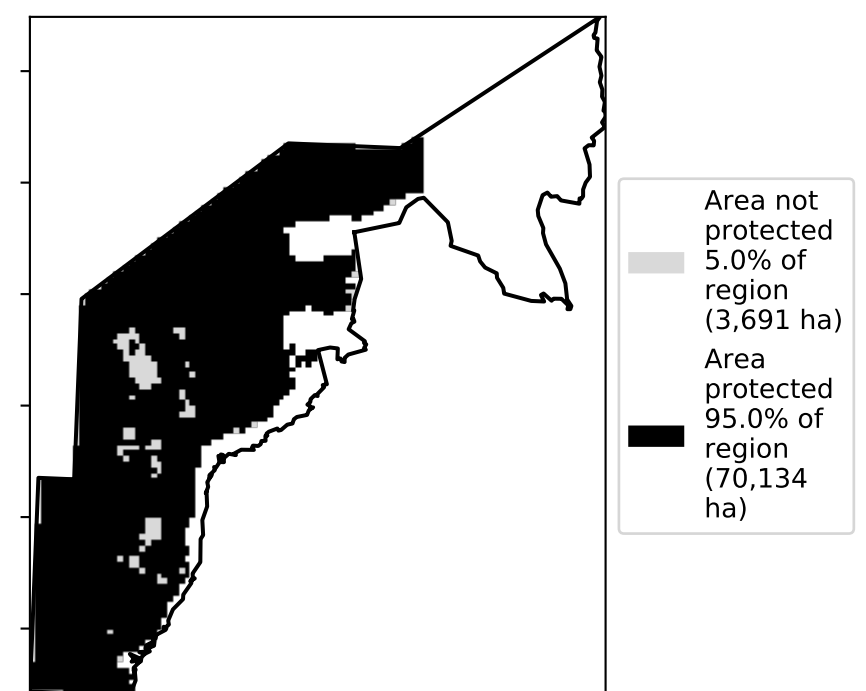 Area not
protected
5.0% of
region
(3,691 ha)
Area
protected
95.0% of
region
(70,134
ha)